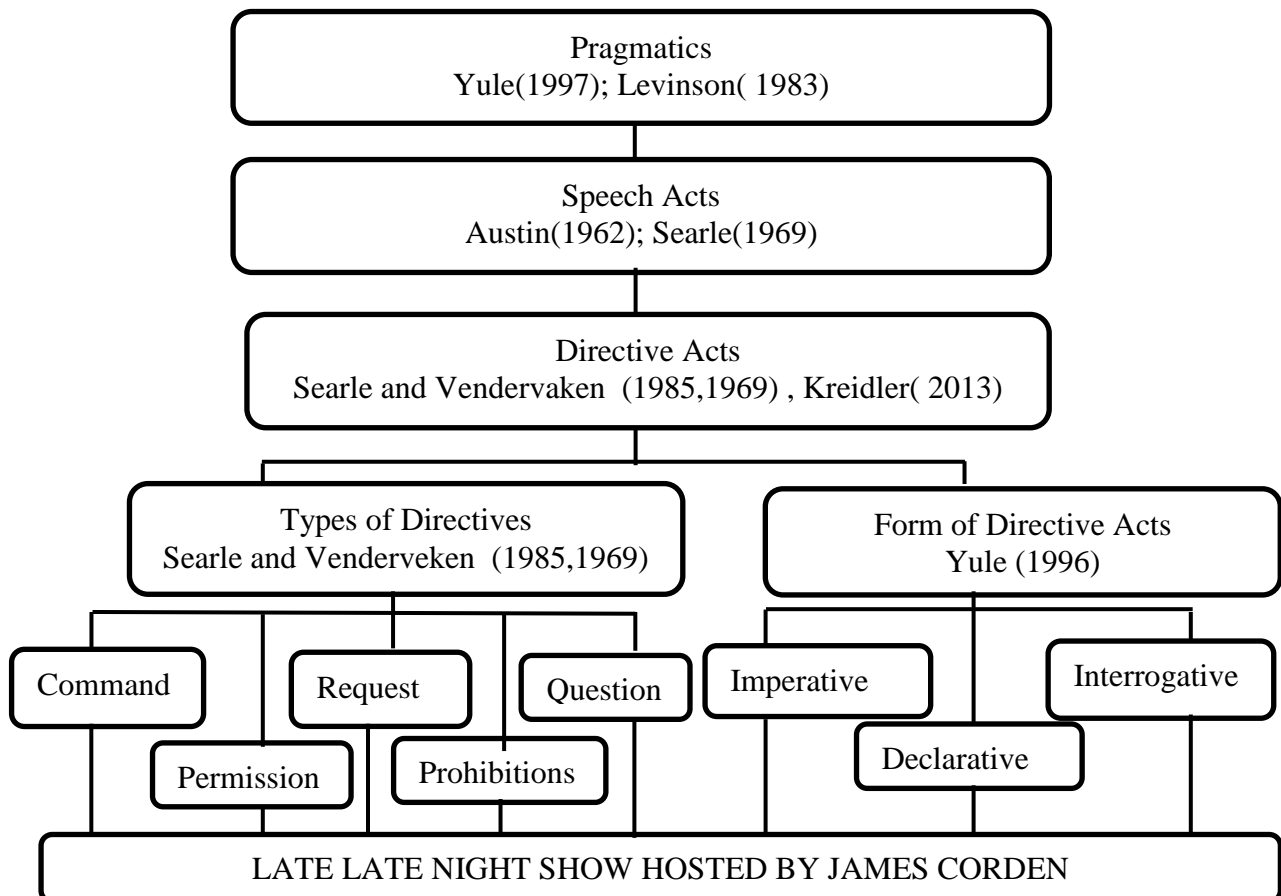 Pragmatics
Yule(1997); Levinson( 1983)
Speech Acts
Austin(1962); Searle(1969)
Directive Acts
Searle and Vendervaken (1985,1969) , Kreidler( 2013)
Types of Directives
Searle and Venderveken (1985,1969)
Form of Directive Acts
Yule (1996)
Command
Request
Question
Imperative
Interrogative
Permission
Prohibitions
Declarative
LATE LATE NIGHT SHOW HOSTED BY JAMES CORDEN